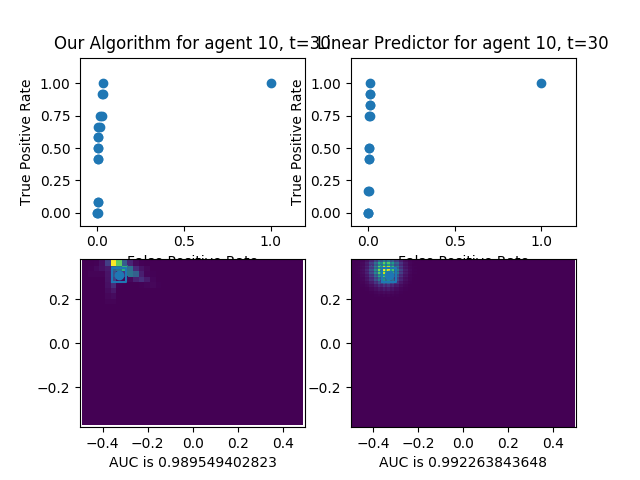 Our Algorithm for agent 10, t=30
Linear Predictor for agent 10, t=30
True Positive Rate
1.00
0.75
0.50
0.25
0.00
0.0 0.5 1.0
False Positive Rate
True Positive Rate
1.00
0.75
0.50
0.25
0.00
0.0 0.5 1.0
False Positive Rate
0.2
0.0
−0.2
−0.4 −0.2 0.0 0.2 0.4
AUC is 0.989549402823
0.2
0.0
−0.2
−0.4 −0.2 0.0 0.2 0.4
AUC is 0.992263843648